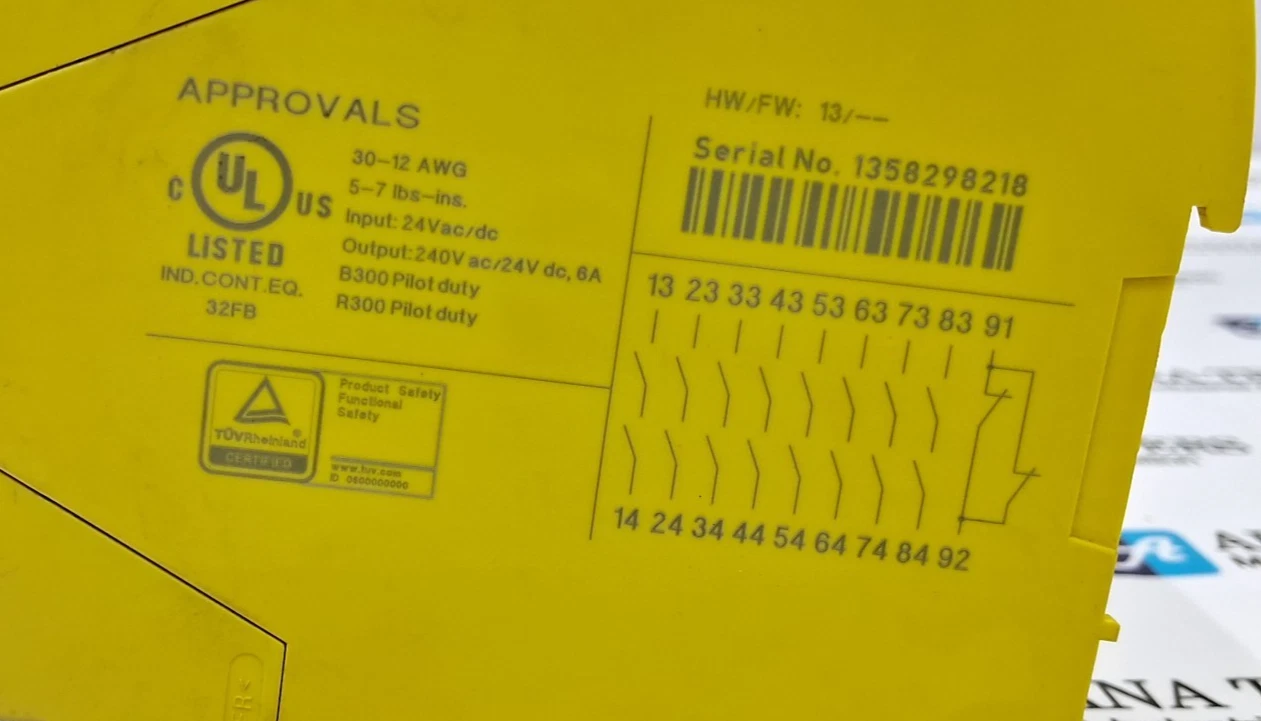 APPROVALS
C UL US
LISTED
IND.CONT.EQ.
32FB
30-12 AWG
5-7 lbs-ins.
Input: 24Vac/dc
Output: 240V ac/24V dc, 6A
B300 Pilot duty
R300 Pilot duty
TÜVRheinland®
CERTIFIED
Product Safety
Functional
Safety
www.tuv.com
ID 0600000000
HW/FW: 13/--
Serial No. 1358298218
13 23 33 43 53 63 73 83 91
14 24 34 44 54 64 74 84 92